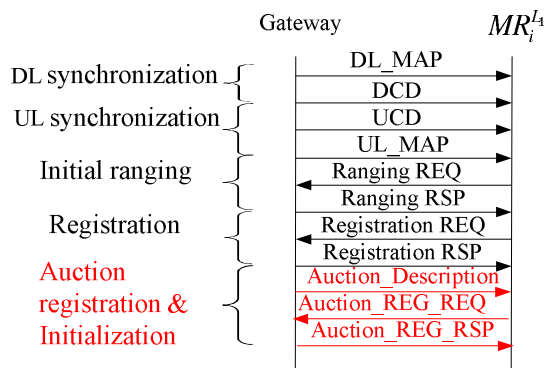 Gateway
MR_i^{L_1}
DL synchronization
DL_MAP
DCD
UL synchronization
UCD
UL_MAP
Initial ranging
Ranging REQ
Ranging RSP
Registration
Registration REQ
Registration RSP
Auction
registration &
Initialization
Auction_Description
Auction_REG_REQ
Auction_REG_RSP